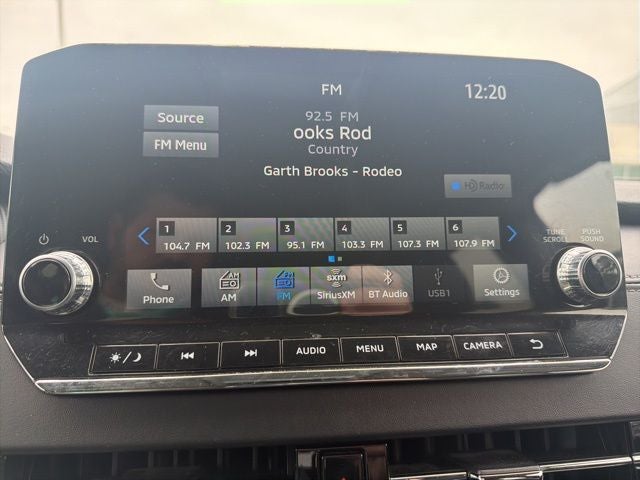 FM
12:20
Source
FM Menu
92.5 FM
ooks Rod
Country
Garth Brooks - Rodeo
HD Radio
1 2 3 4 5 6
104.7 FM 102.3 FM 95.1 FM 103.3 FM 107.3 FM 107.9 FM
VOL
TUNE SCROLL
PUSH SOUND
AM
sxm
Phone AM FM SiriusXM BT Audio USB1 Settings
AUDIO MENU MAP CAMERA